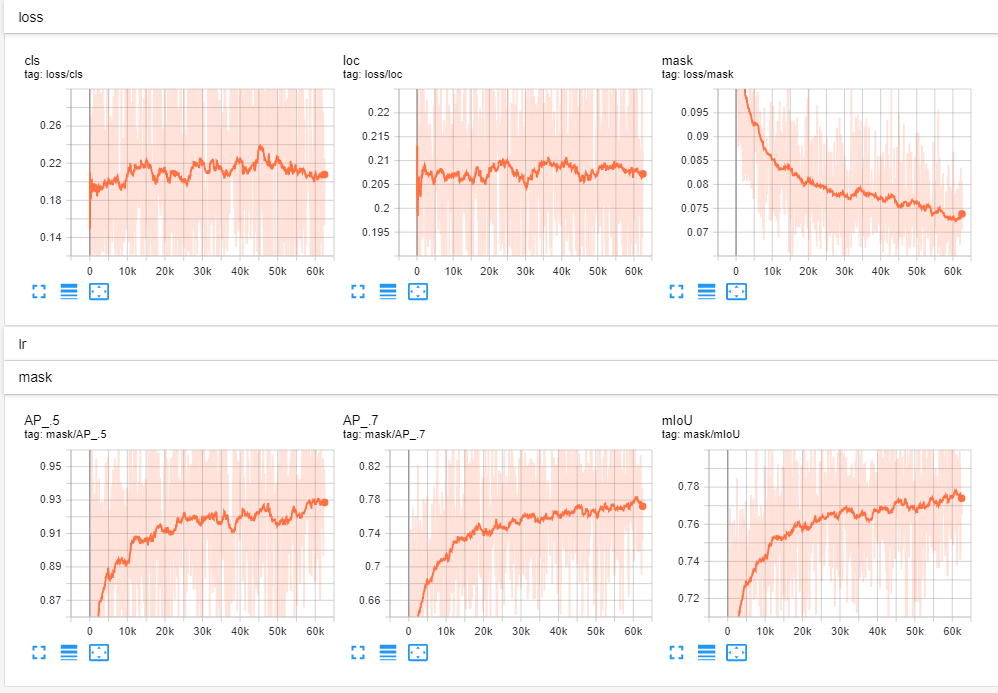 loss
cls
tag: loss/cls
0.26
0.22
0.18
0.14
0 10k 20k 30k 40k 50k 60k
loc
tag: loss/loc
0.22
0.215
0.21
0.205
0.2
0.195
0 10k 20k 30k 40k 50k 60k
mask
tag: loss/mask
0.095
0.09
0.085
0.08
0.075
0.07
0 10k 20k 30k 40k 50k 60k
lr
mask
AP_.5
tag: mask/AP_.5
0.95
0.93
0.91
0.89
0.87
0 10k 20k 30k 40k 50k 60k
AP_.7
tag: mask/AP_.7
0.82
0.78
0.74
0.7
0.66
0 10k 20k 30k 40k 50k 60k
mIoU
tag: mask/mIoU
0.78
0.76
0.74
0.72
0 10k 20k 30k 40k 50k 60k